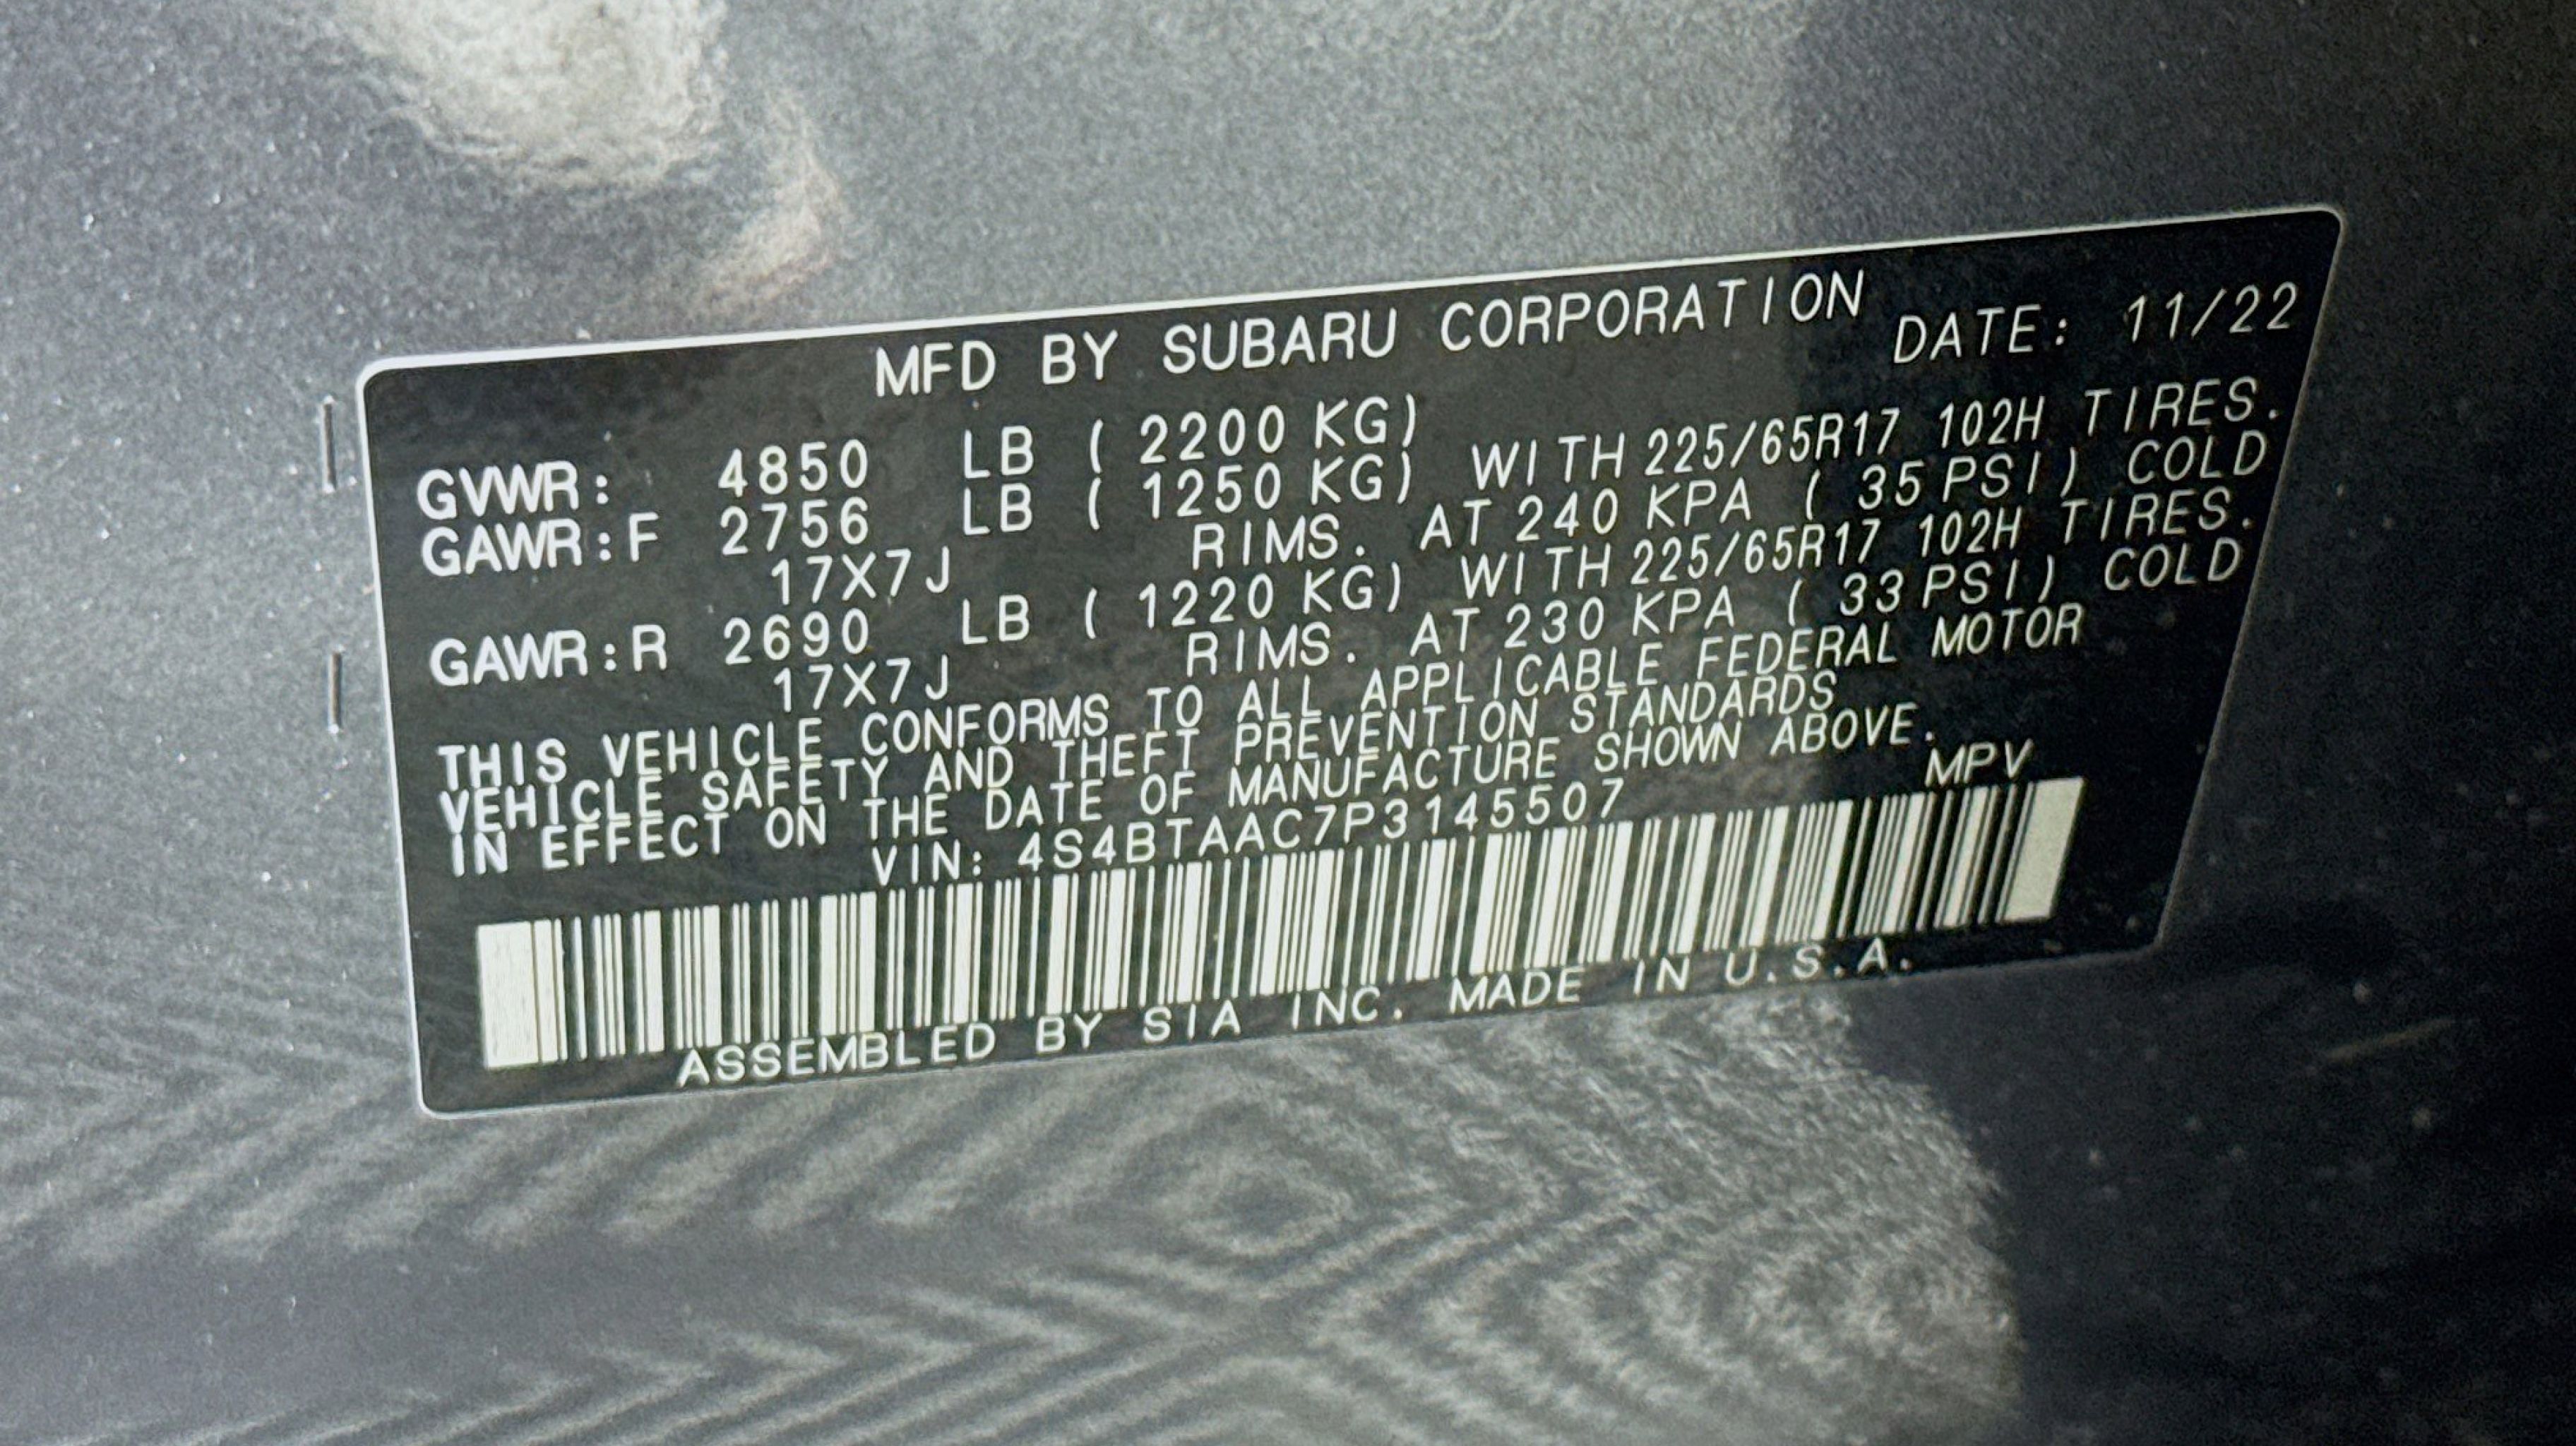 MFD BY SUBARU CORPORATION DATE: 11/22
GVWR: 4850 LB ( 2200 KG)
GAWR:F 2756 LB ( 1250 KG) WITH 225/65R17 102H TIRES.
17X7J RIMS. AT 240 KPA ( 35 PSI) COLD
GAWR:R 2690 LB ( 1220 KG) WITH 225/65R17 102H TIRES.
17X7J RIMS. AT 230 KPA ( 33 PSI) COLD
THIS VEHICLE CONFORMS TO ALL APPLICABLE FEDERAL MOTOR
VEHICLE SAFETY AND THEFT PREVENTION STANDARDS
IN EFFECT ON THE DATE OF MANUFACTURE SHOWN ABOVE.
VIN: 4S4BTAAC7P3145507 MPV
ASSEMBLED BY SIA INC. MADE IN U.S.A.